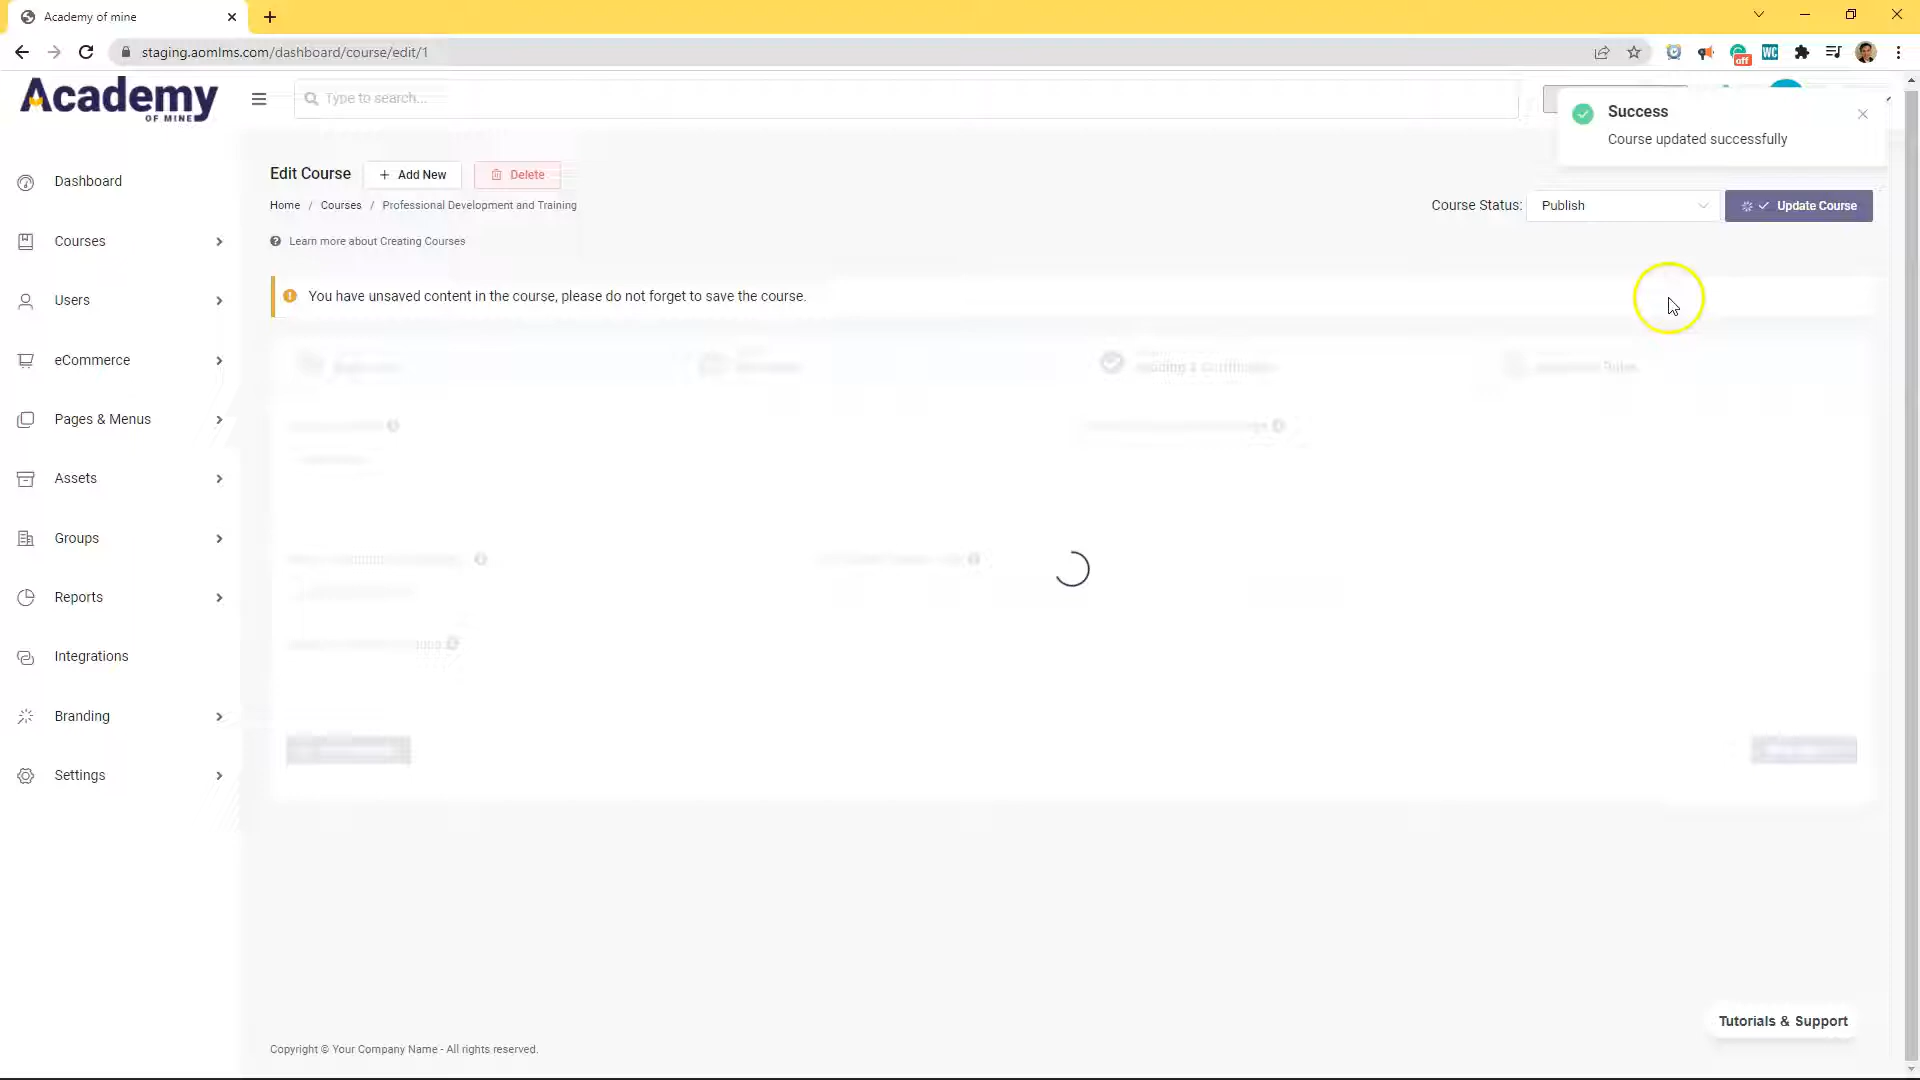 Academy of mine
staging.aomlms.com/dashboard/course/edit/1
off
WC
Academy
OF MINE
Type to search...
Success
Course updated successfully
Dashboard
Courses
Users
eCommerce
Pages & Menus
Assets
Groups
Reports
Integrations
Branding
Settings
Edit Course
+ Add New
Delete
Home / Courses / Professional Development and Training
Course Status:
Publish
Update Course
Learn more about Creating Courses
You have unsaved content in the course, please do not forget to save the course.
Tutorials & Support
Copyright © Your Company Name - All rights reserved.